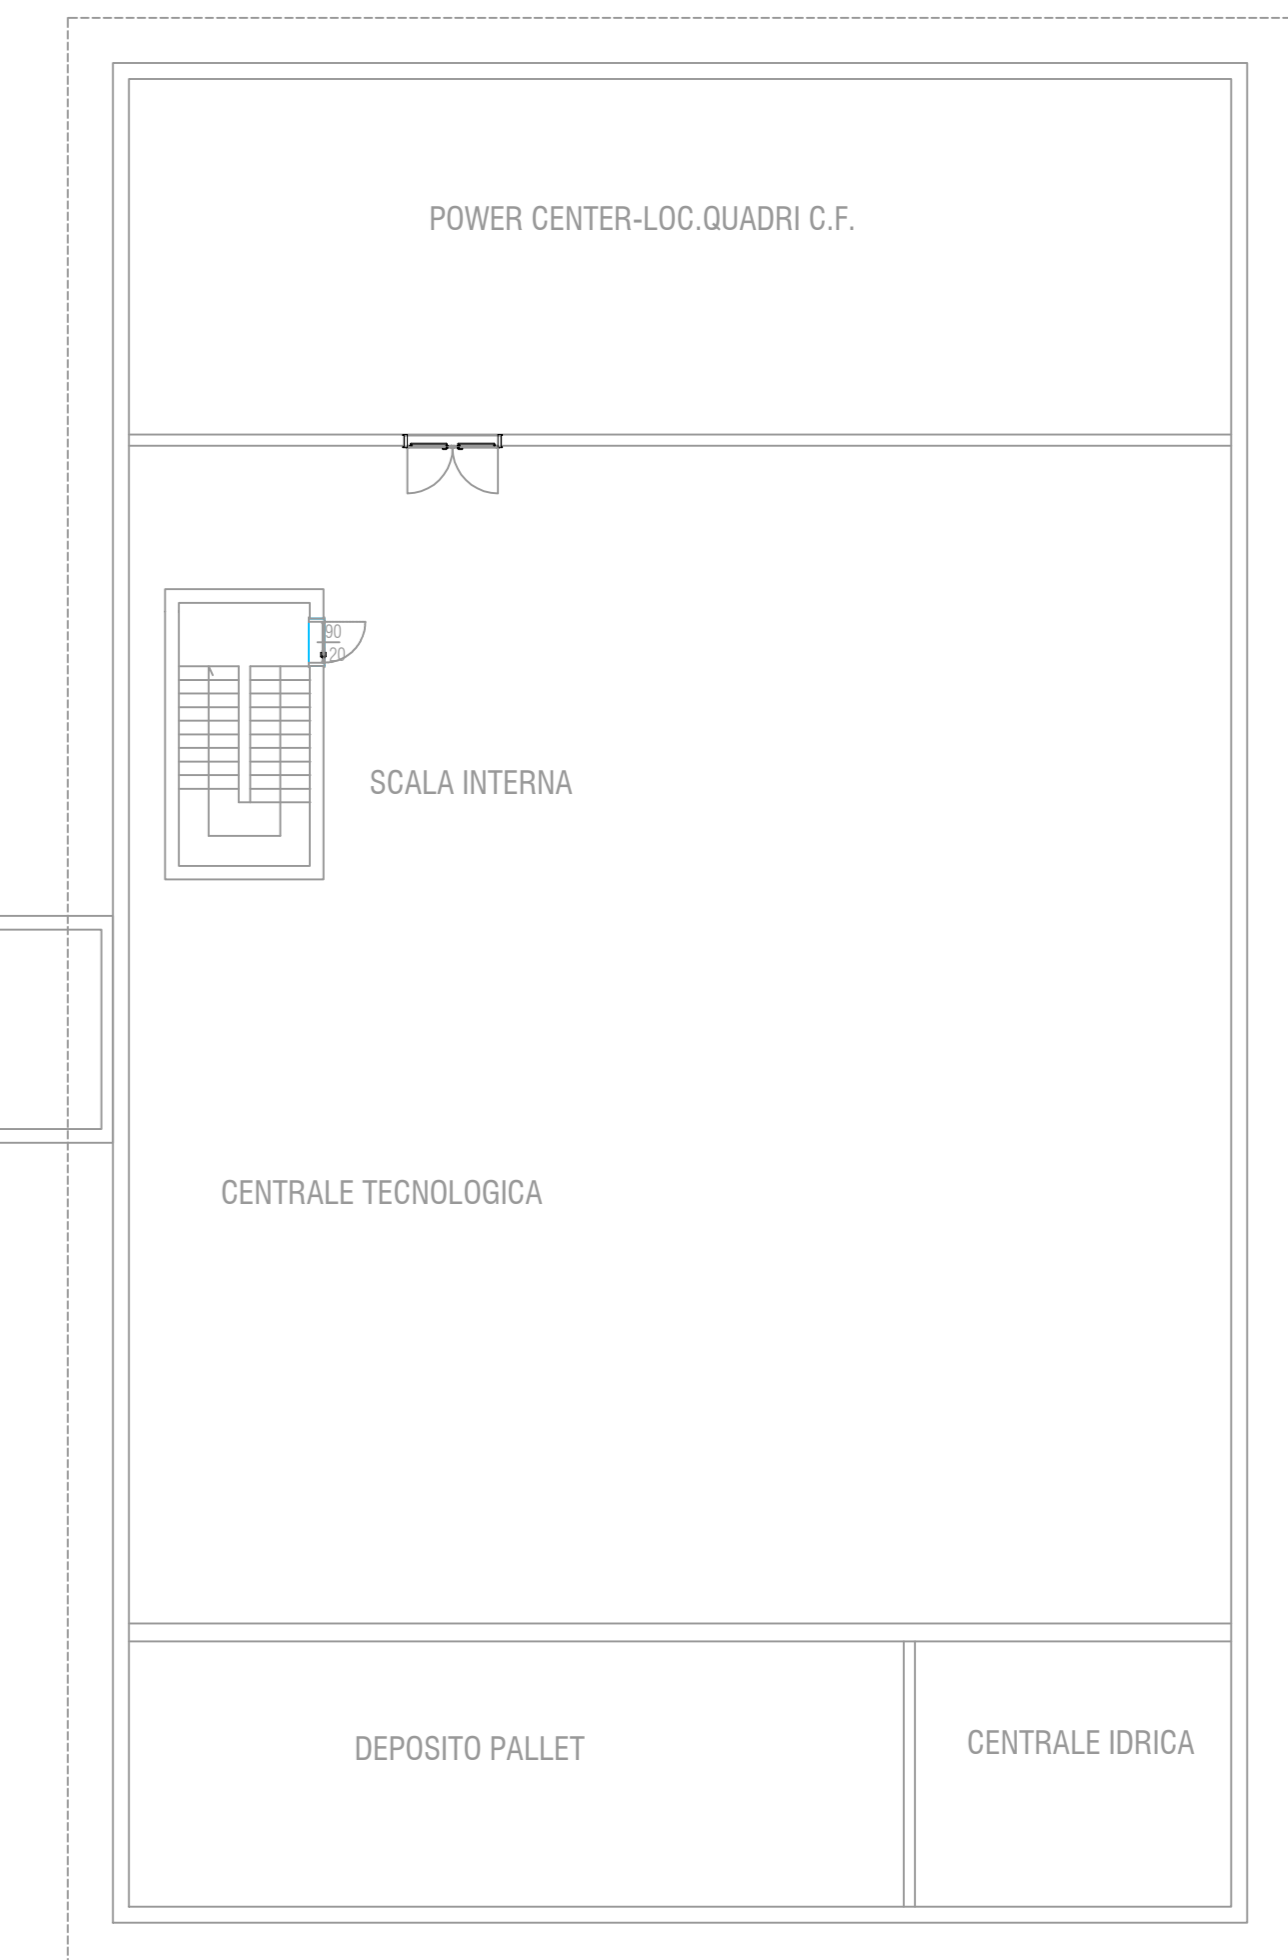 POWER CENTER-LOC.QUADRI C.F.
90
20
SCALA INTERNA
CENTRALE TECNOLOGICA
DEPOSITO PALLET
CENTRALE IDRICA